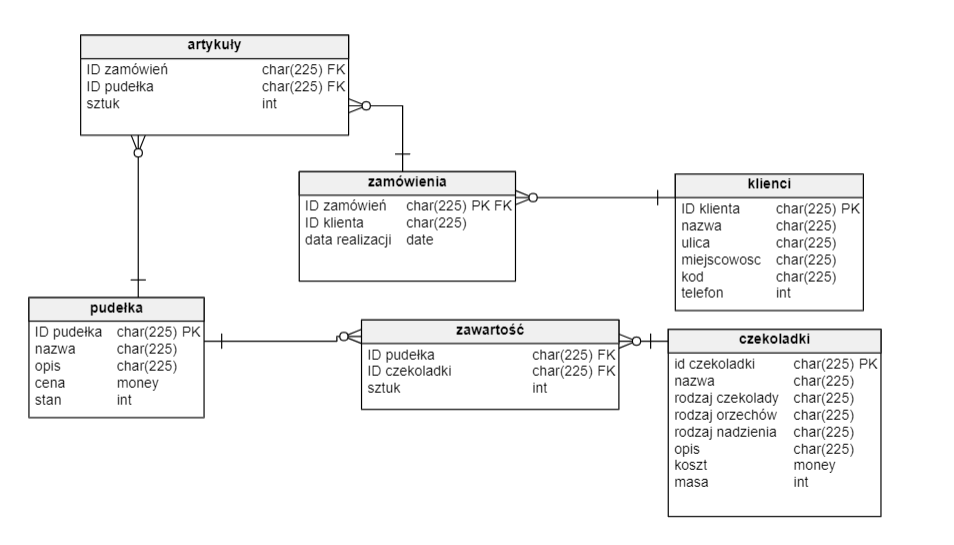 artykuły
ID zamówień char(225) FK
ID pudełka char(225) FK
sztuk int
zamówienia
ID zamówień char(225) PK FK
ID klienta char(225)
data realizacji date
klienci
ID klienta char(225) PK
nazwa char(225)
ulica char(225)
miejscowosc char(225)
kod char(225)
telefon int
pudełka
ID pudełka char(225) PK
nazwa char(225)
opis char(225)
cena money
stan int
zawartość
ID pudełka char(225) FK
ID czekoladki char(225) FK
sztuk int
czekoladki
id czekoladki char(225) PK
nazwa char(225)
rodzaj czekolady char(225)
rodzaj orzechów char(225)
rodzaj nadzienia char(225)
opis char(225)
koszt money
masa int